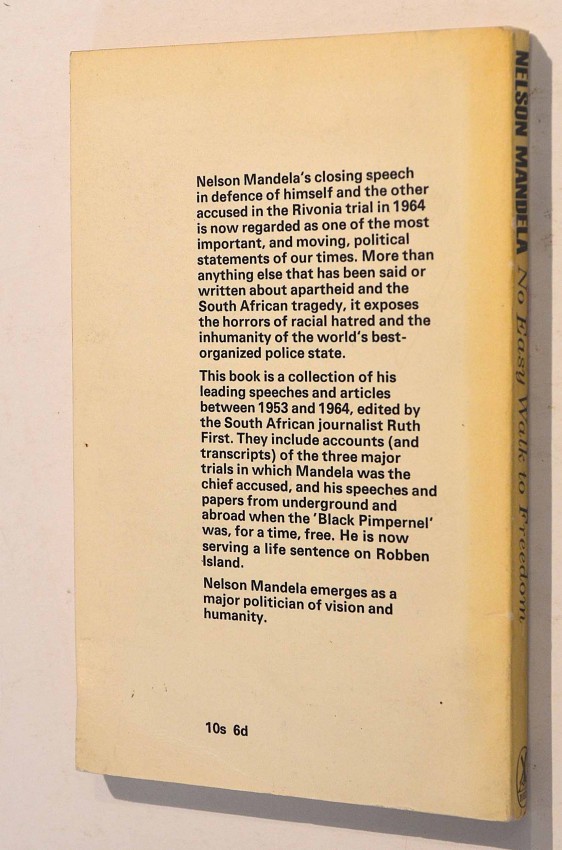 Nelson Mandela's closing speech
in defence of himself and the other
accused in the Rivonia trial in 1964
is now regarded as one of the most
important, and moving, political
statements of our times. More than
anything else that has been said or
written about apartheid and the
South African tragedy, it exposes
the horrors of racial hatred and the
inhumanity of the world's best-
organized police state.
This book is a collection of his
leading speeches and articles
between 1953 and 1964, edited by
the South African journalist Ruth
First. They include accounts (and
transcripts) of the three major
trials in which Mandela was the
chief accused, and his speeches and
papers from underground and
abroad when the 'Black Pimpernel'
was, for a time, free. He is now
serving a life sentence on Robben
Island.
Nelson Mandela emerges as a
major politician of vision and
humanity.
10s 6d
NELSON MANDELA No Easy Walk to Freedom